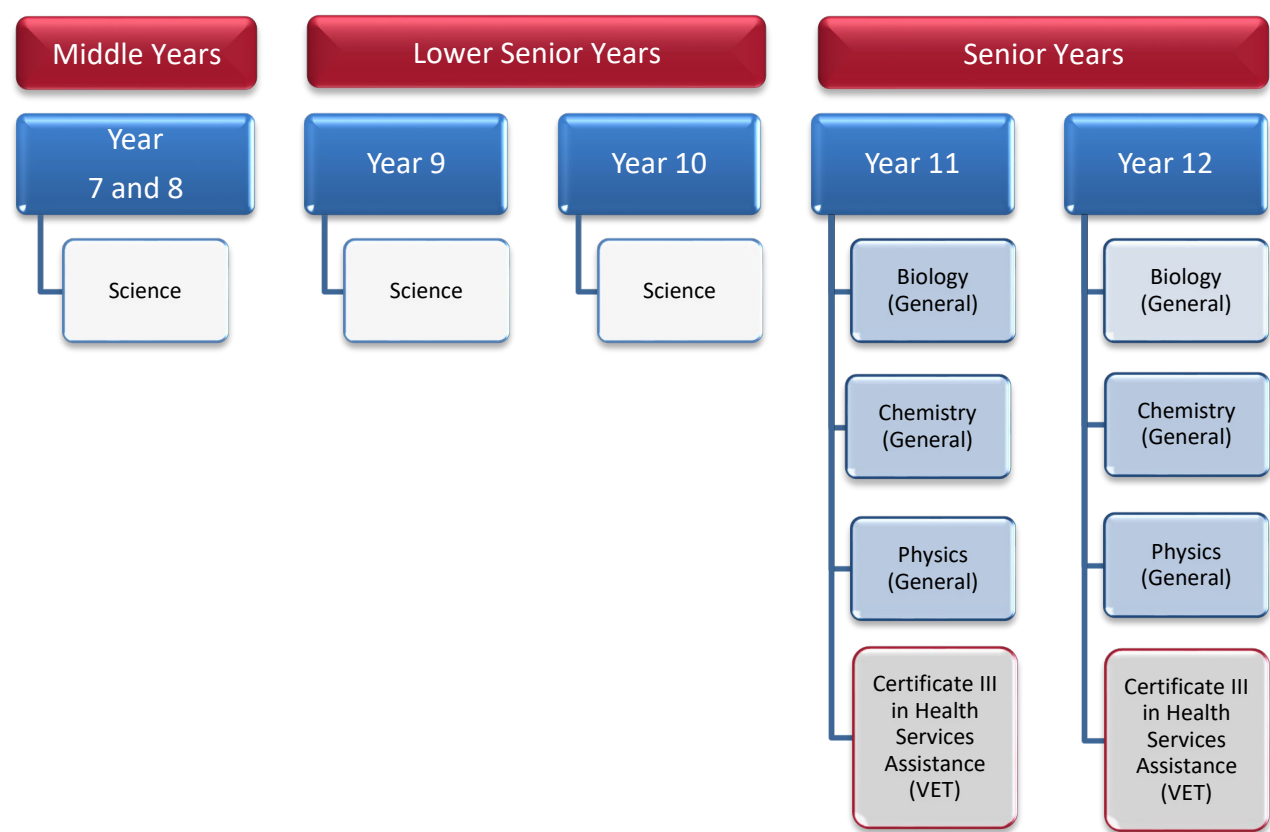 Middle Years
Lower Senior Years
Senior Years
Year
7 and 8
Year 9
Year 10
Year 11
Year 12
Science
Science
Science
Biology
(General)
Chemistry
(General)
Physics
(General)
Certificate III
in Health
Services
Assistance
(VET)
Biology
(General)
Chemistry
(General)
Physics
(General)
Certificate III
in Health
Services
Assistance
(VET)